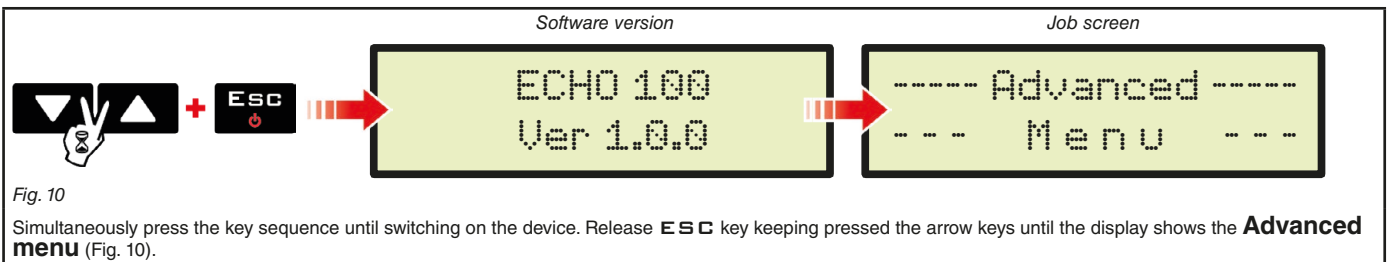 Software version
Job screen
+
ESC
ECHO 100
Ver 1.0.0
----- Advanced -----
--- Menu ---
Fig. 10
Simultaneously press the key sequence until switching on the device. Release ESC key keeping pressed the arrow keys until the display shows the Advanced
menu (Fig. 10).